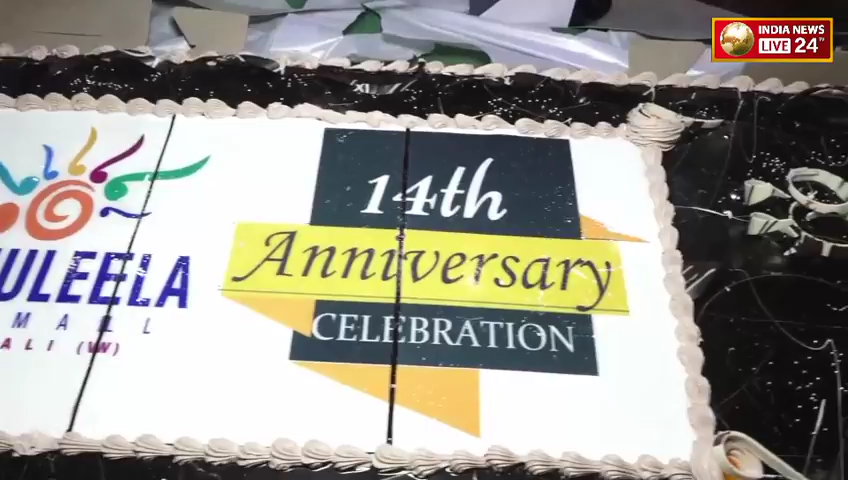 INDIA NEWS
LIVE 24
14th
Anniversary
CELEBRATION
ULEELA
MALL
ALI (W)